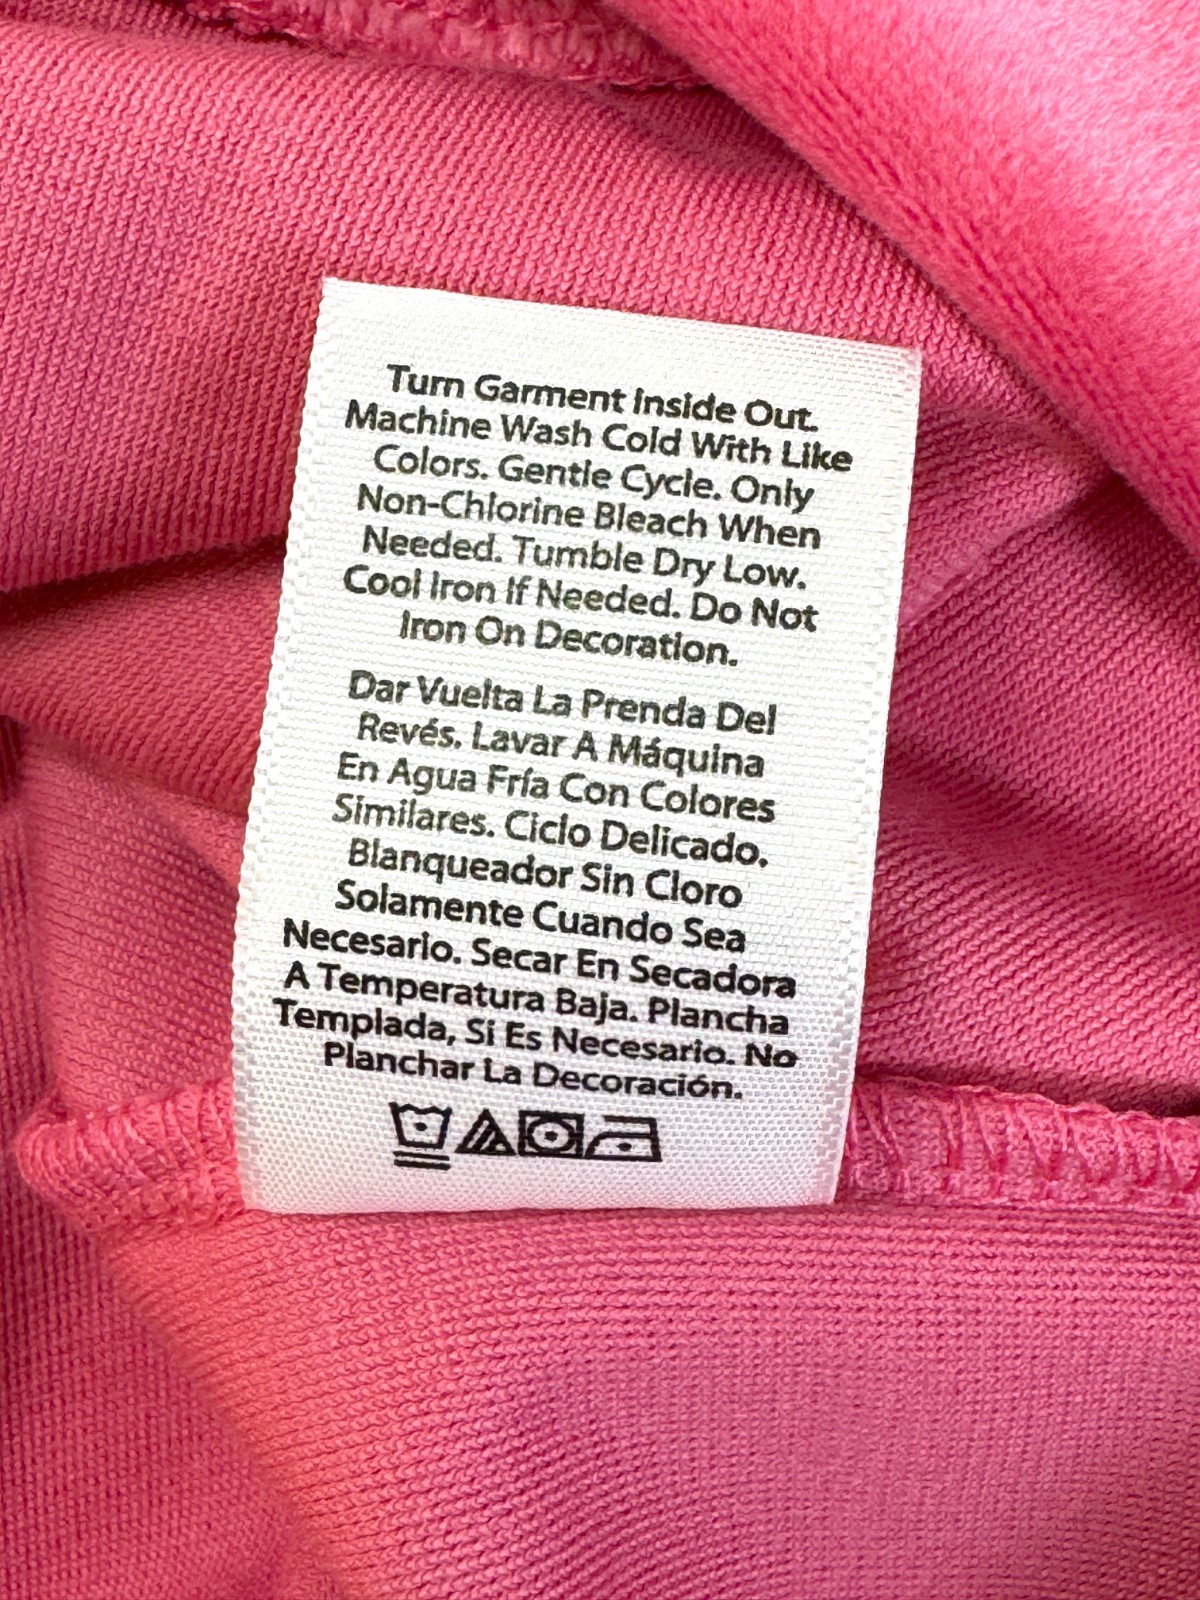 Turn Garment Inside Out.
Machine Wash Cold With Like
Colors. Gentle Cycle. Only
Non-Chlorine Bleach When
Needed. Tumble Dry Low.
Cool Iron If Needed. Do Not
Iron On Decoration.
Dar Vuelta La Prenda Del
Revés. Lavar A Máquina
En Agua Fría Con Colores
Similares. Ciclo Delicado.
Blanqueador Sin Cloro
Solamente Cuando Sea
Necesario. Secar En Secadora
A Temperatura Baja. Plancha
Templada, Si Es Necesario. No
Planchar La Decoración.